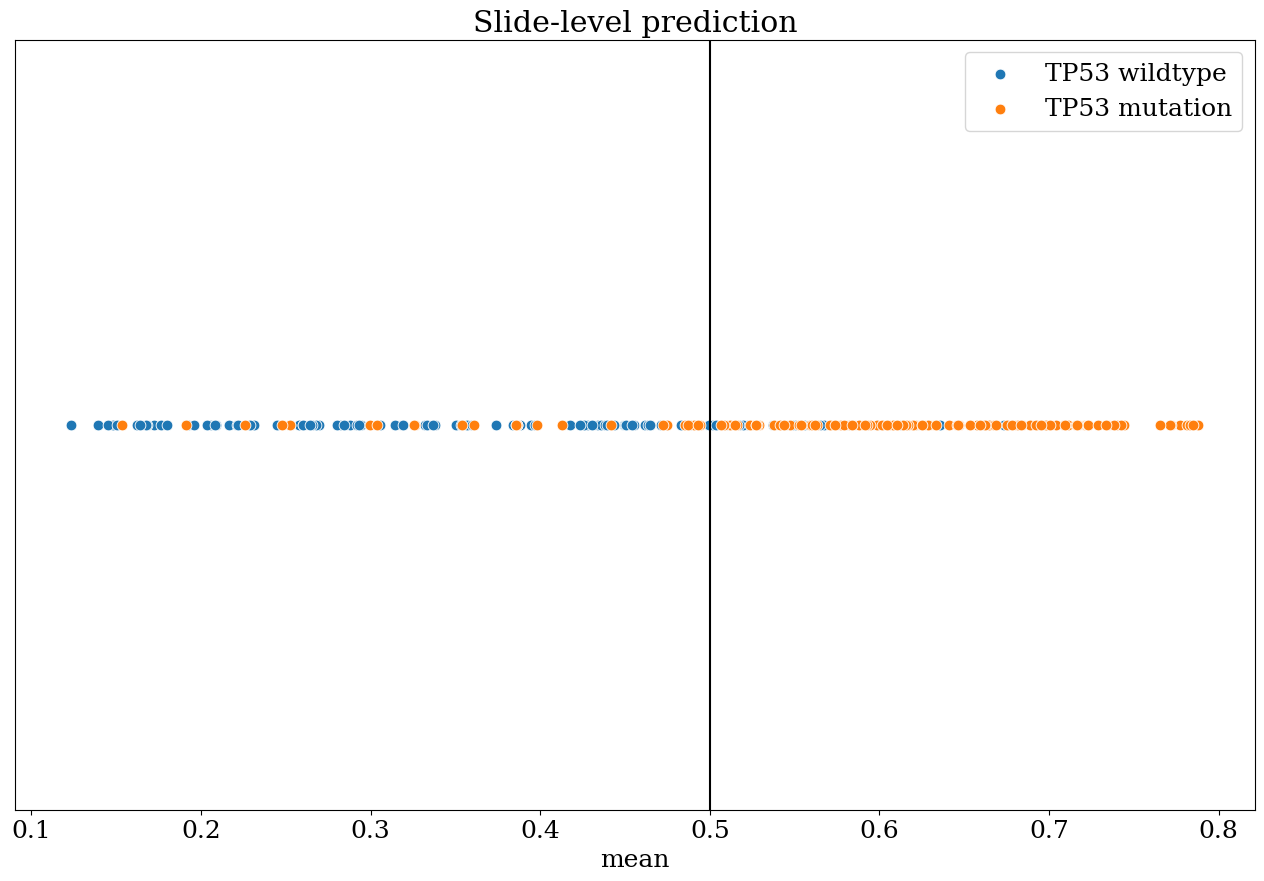 Slide-level prediction
TP53 wildtype
TP53 mutation
0.1 0.2 0.3 0.4 0.5 0.6 0.7 0.8
mean